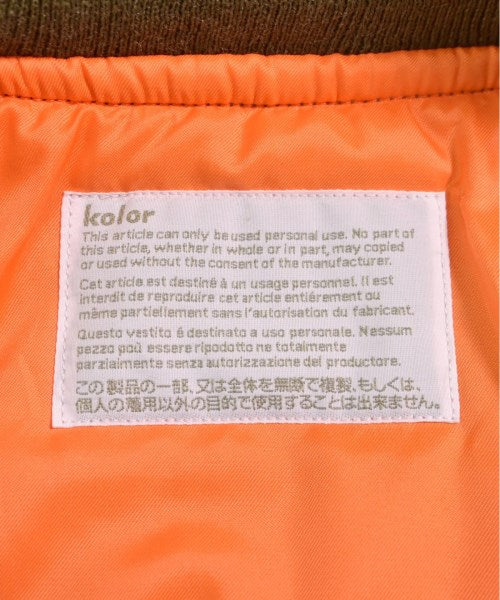 kolor
This article can only be used personal use. No part of
this article, whether in whole or in part, may copied
or used without the consent of the manufacturer.
Cet article est destiné à un usage personnel. Il est
interdit de reproduire cet article entiérement ou
même partiellement sans l'autorisation du fabricant.
Questo vestito é destinato a uso personale. Nessum
pezzo paù essere ripodotto ne totalmente
parzialmente senza autorizzazione del produttore.
この製品の一部、又は全体を無断で複製、もしくは、
個人の着用以外の目的で使用することは出来ません。